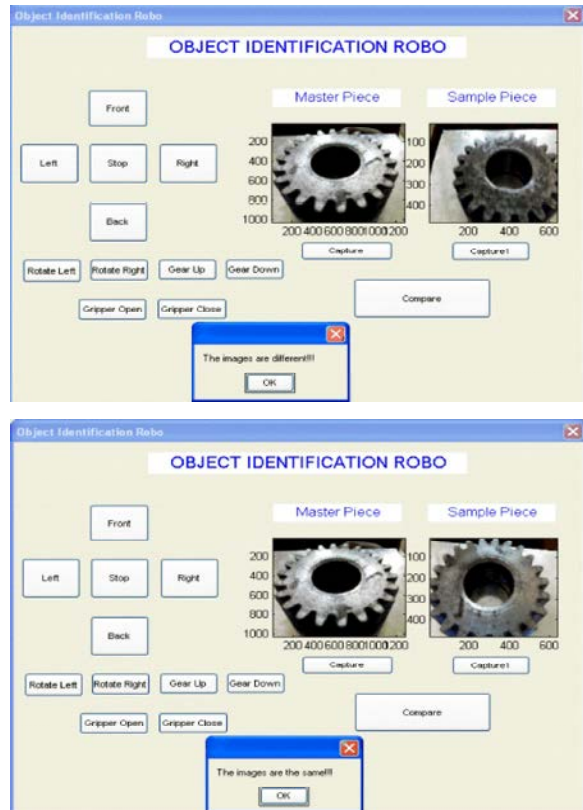 Object Identification Robo
OBJECT IDENTIFICATION ROBO
Master Piece Sample Piece
Front
Left Stop Right
Back
200
400
600
800
1000
200 400 600 800 1000 1200
100
200
300
400
200 400 600
Capture Capture1
Rotate Left Rotate Right Gear Up Gear Down
Gripper Open Gripper Close
Compare
The images are different!!!
OK
Object Identification Robo
OBJECT IDENTIFICATION ROBO
Master Piece Sample Piece
Front
Left Stop Right
Back
200
400
600
800
1000
200 400 600 800 1000 1200
100
200
300
400
200 400 600
Capture Capture1
Rotate Left Rotate Right Gear Up Gear Down
Gripper Open Gripper Close
Compare
The images are the same!!!
OK